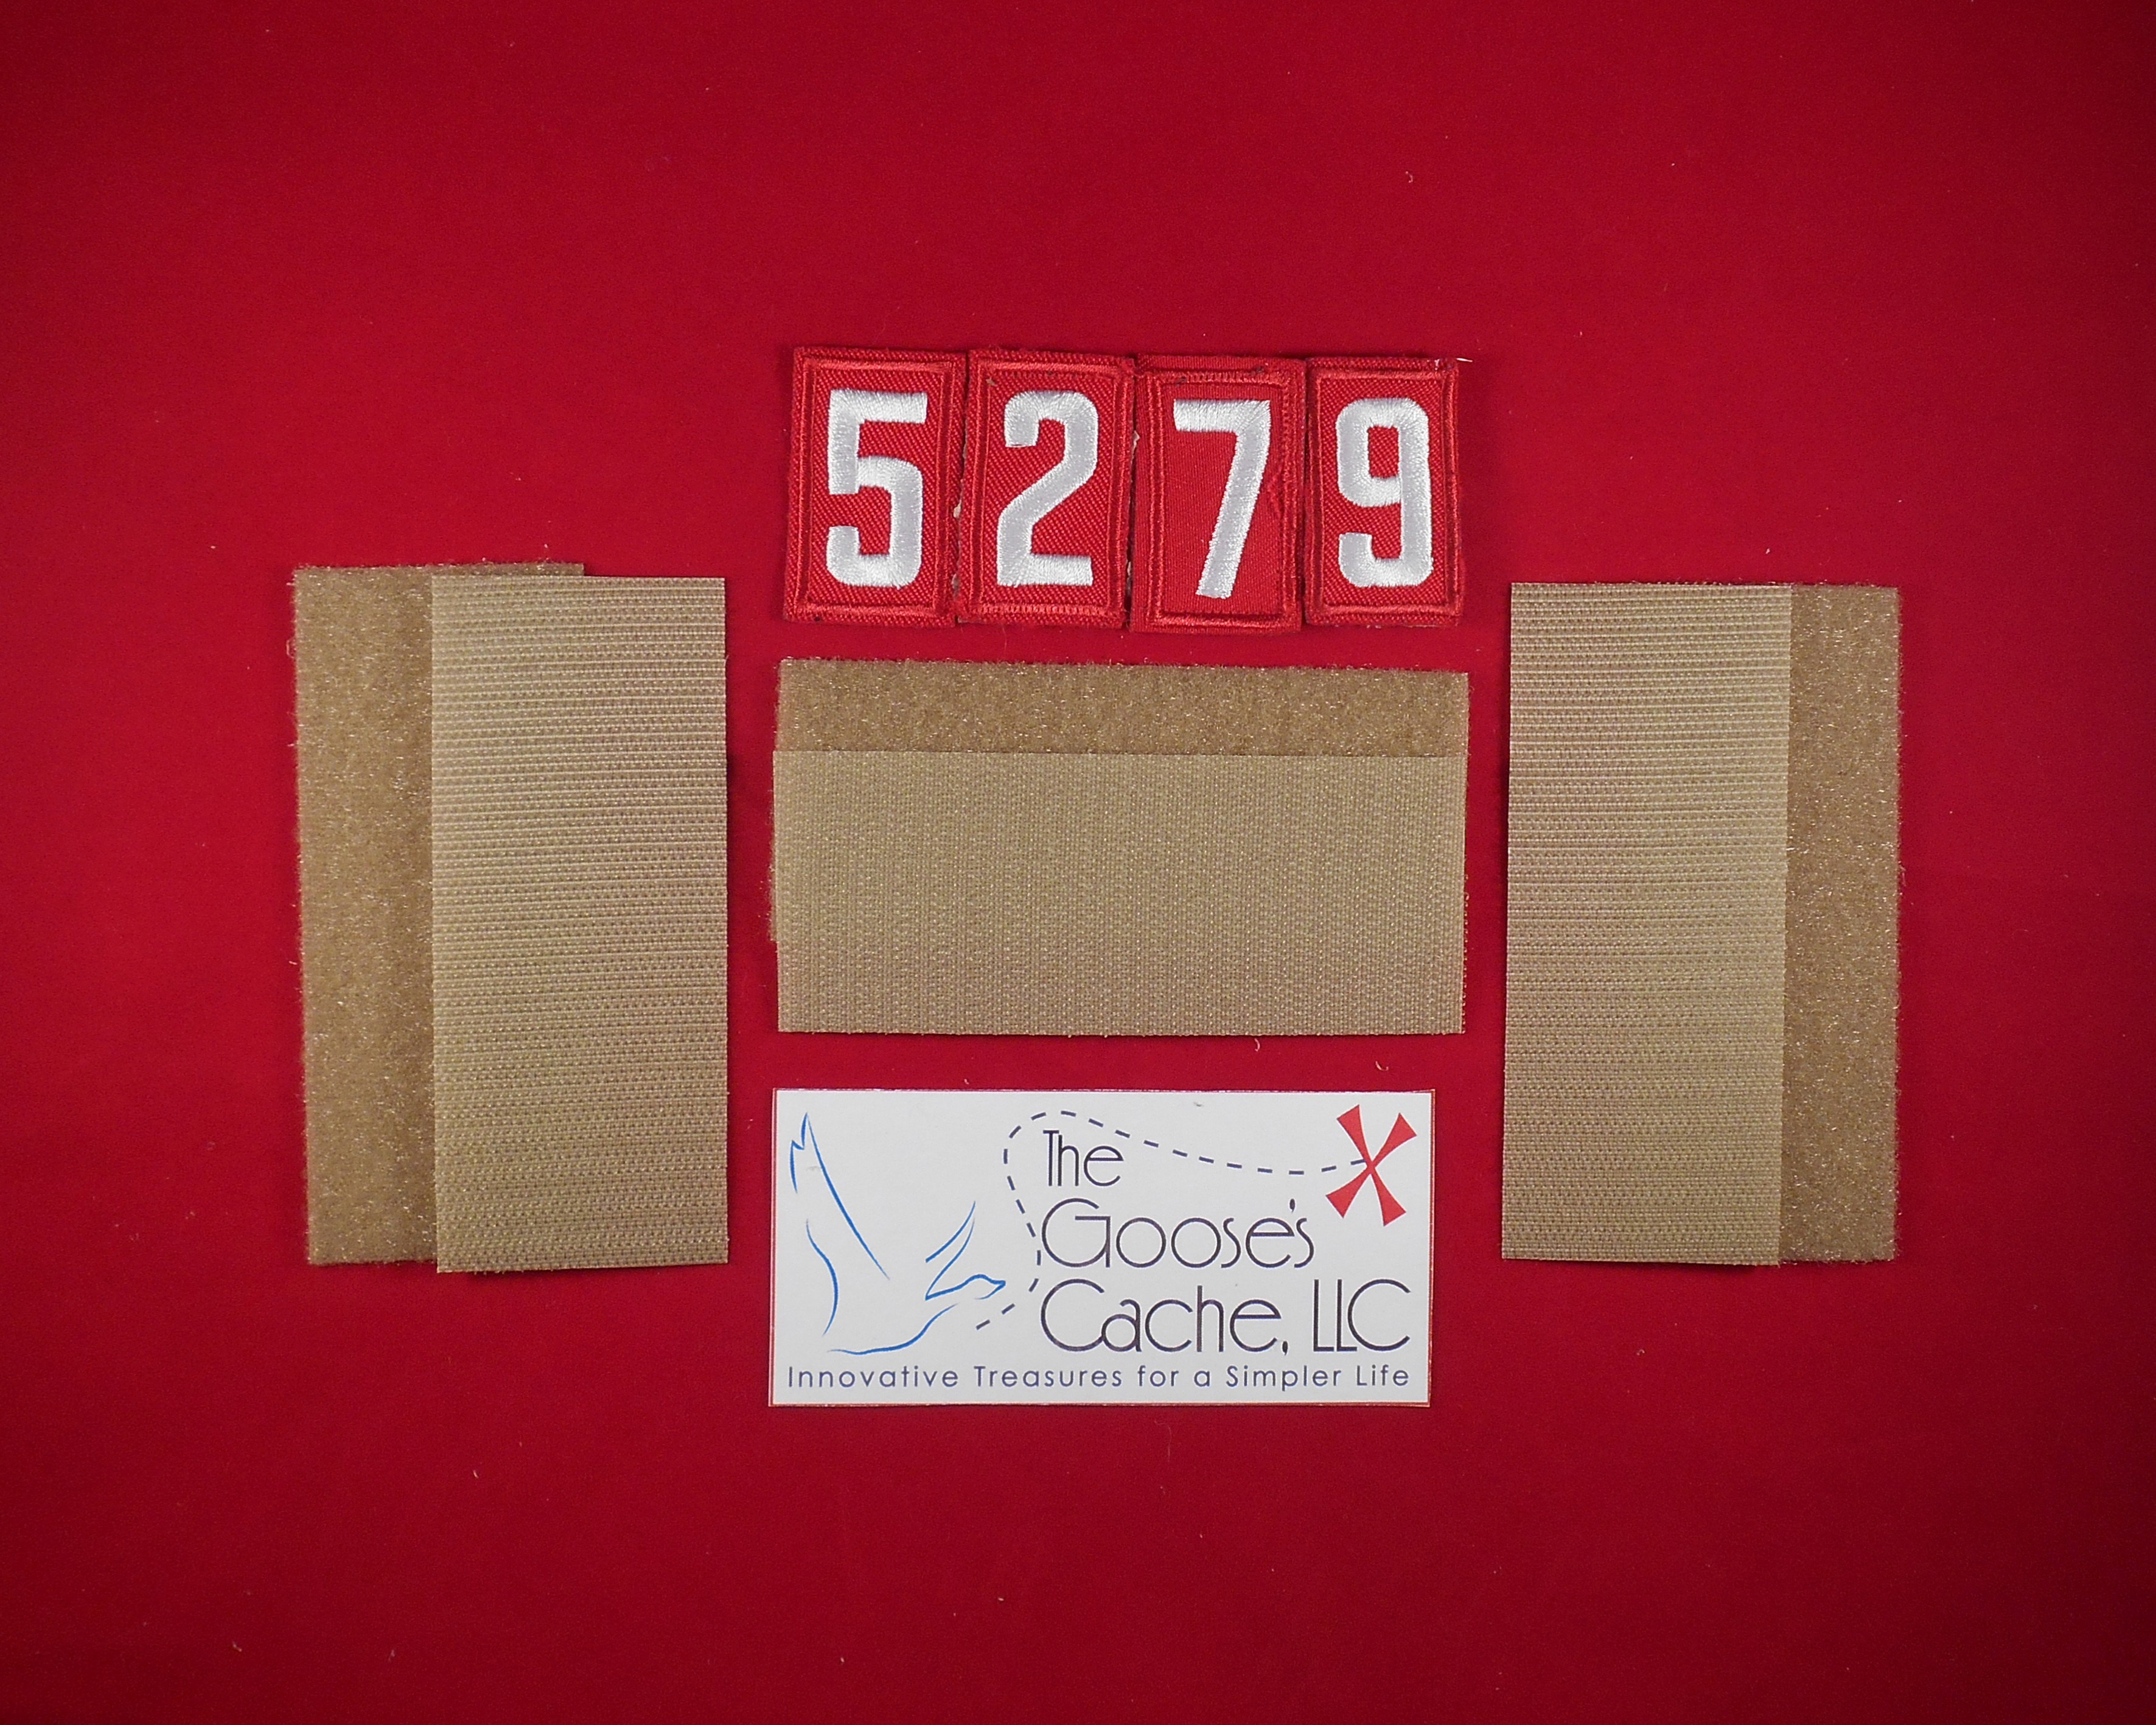 5279
The
Goose's
Cache, LLC
Innovative Treasures for a Simpler Life